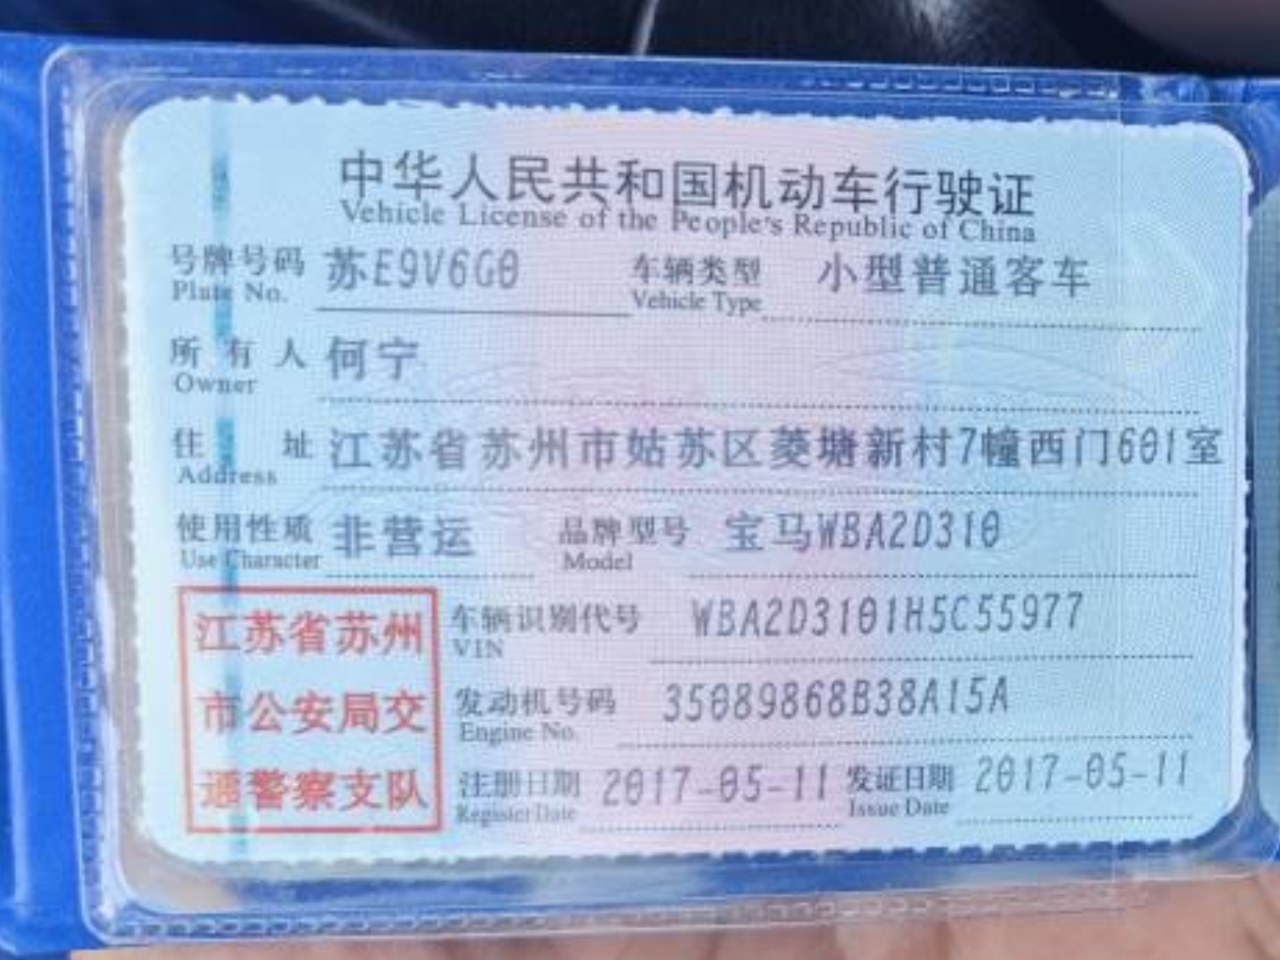 中华人民共和国机动车行驶证
Vehicle License of the People's Republic of China
号牌号码 苏E9V6G0 车辆类型 小型普通客车
Plate No. Vehicle Type
所有人 何宁
Owner
住址 江苏省苏州市姑苏区菱塘新村7幢西门601室
Address
使用性质 非营运 品牌型号 宝马WBA2D310
Use Character Model
江苏省苏州 车辆识别代号 WBA2D3101H5C55977
VIN
市公安局交 发动机号码 35089868B38A15A
Engine No.
通警察支队 注册日期 2017-05-11 发证日期 2017-05-11
Register Date Issue Date